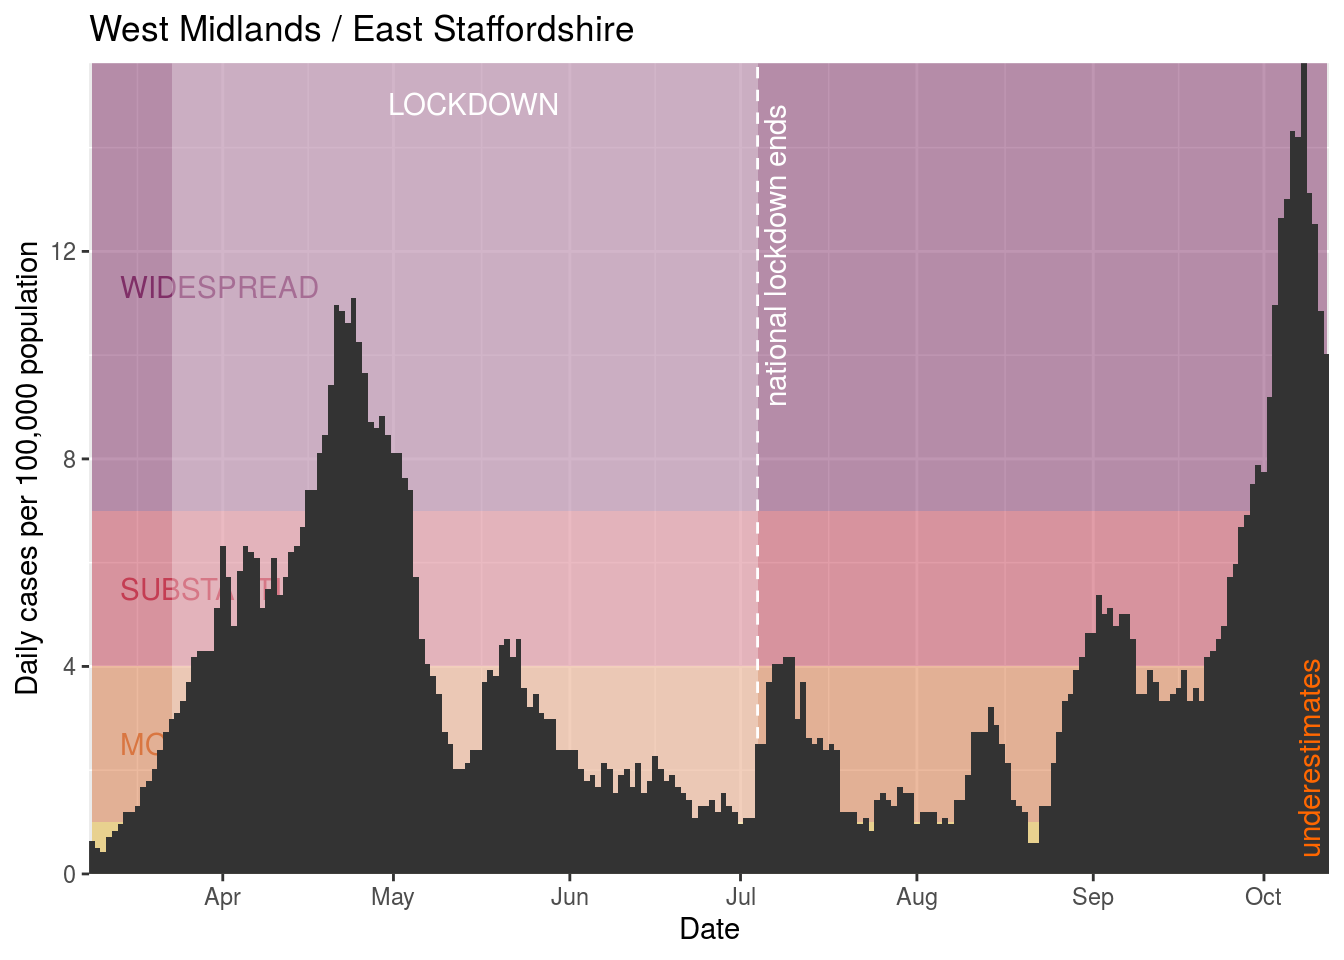 West Midlands / East Staffordshire
LOCKDOWN
national lockdown ends
WIDESPREAD
Daily cases per 100,000 population
12
8
4
0
underestimates
Apr
May
Jun
Jul
Aug
Sep
Oct
Date